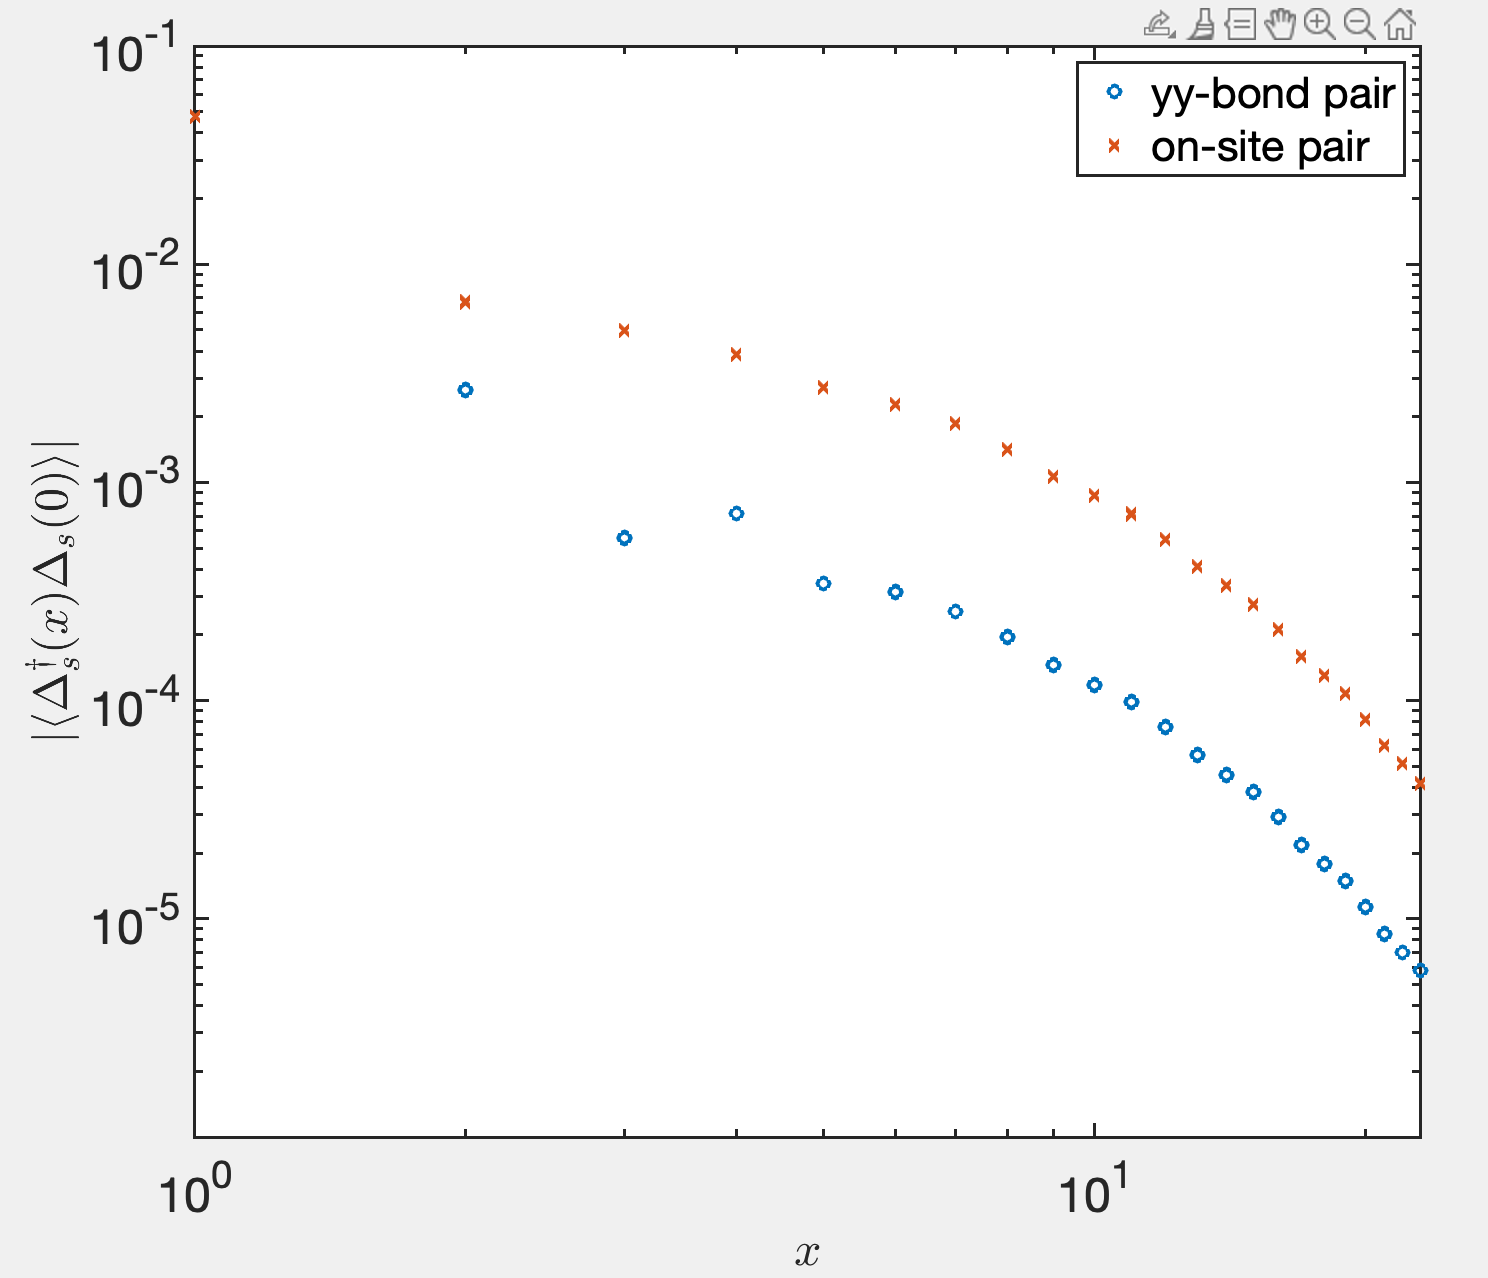 10^-1
yy-bond pair
on-site pair
10^-2
10^-3
10^-4
10^-5
|⟨Δ_s^†(x)Δ_s(0)⟩|
10^0
10^1
x